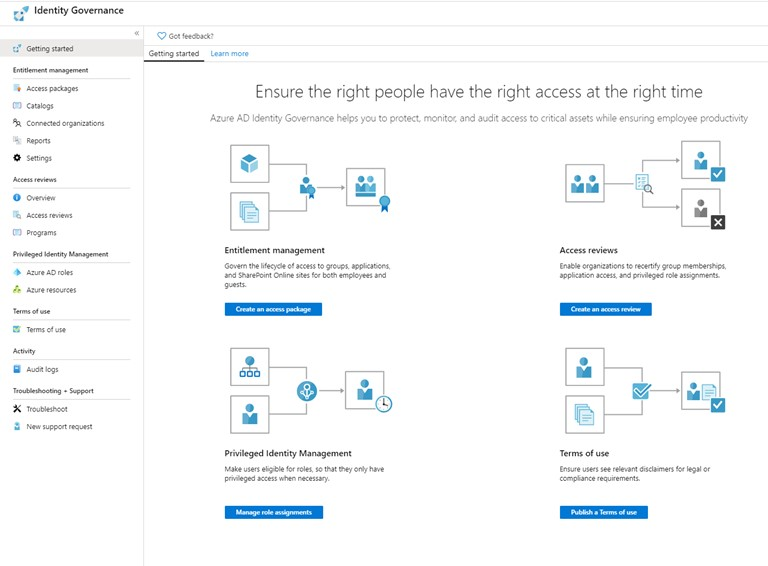 Identity Governance
«
Getting started
Entitlement management
Access packages
Catalogs
Connected organizations
Reports
Settings
Access reviews
Overview
Access reviews
Programs
Privileged Identity Management
Azure AD roles
Azure resources
Terms of use
Terms of use
Activity
Audit logs
Troubleshooting + Support
Troubleshoot
New support request
Got feedback?
Getting started Learn more
Ensure the right people have the right access at the right time
Azure AD Identity Governance helps you to protect, monitor, and audit access to critical assets while ensuring employee productivity
Entitlement management
Govern the lifecycle of access to groups, applications,
and SharePoint Online sites for both employees and
guests.
Create an access package
Access reviews
Enable organizations to recertify group memberships,
application access, and privileged role assignments.
Create an access review
Privileged Identity Management
Make users eligible for roles, so that they only have
privileged access when necessary.
Manage role assignments
Terms of use
Ensure users see relevant disclaimers for legal or
compliance requirements.
Publish a Terms of use